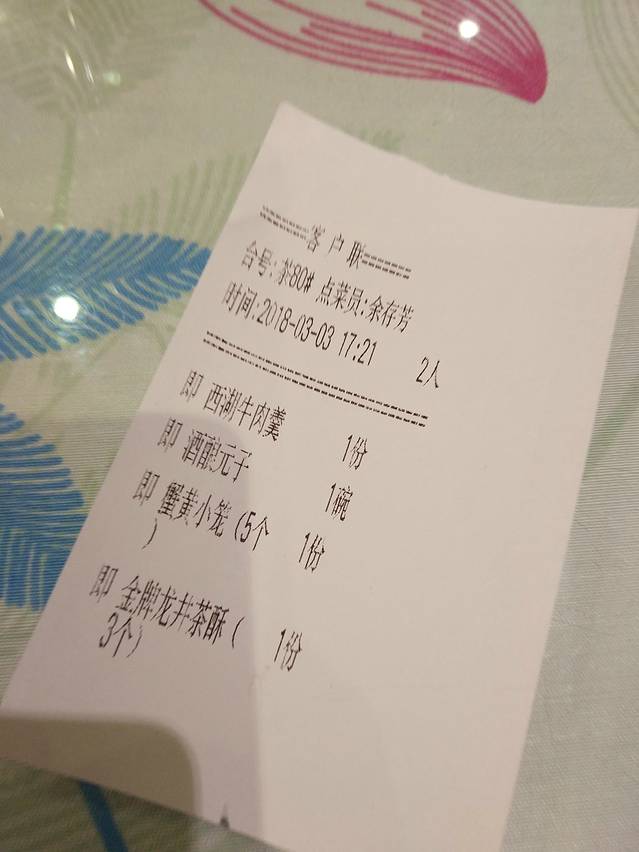 ======客户联======
台号:茶80# 点菜员:余存芳
时间:2018-03-03 17:21 2人
即 西湖牛肉羹 1份
即 酒酿元子 1碗
即 蟹黄小笼(5个 1份
)
即 金牌龙井茶酥( 1份
3个)